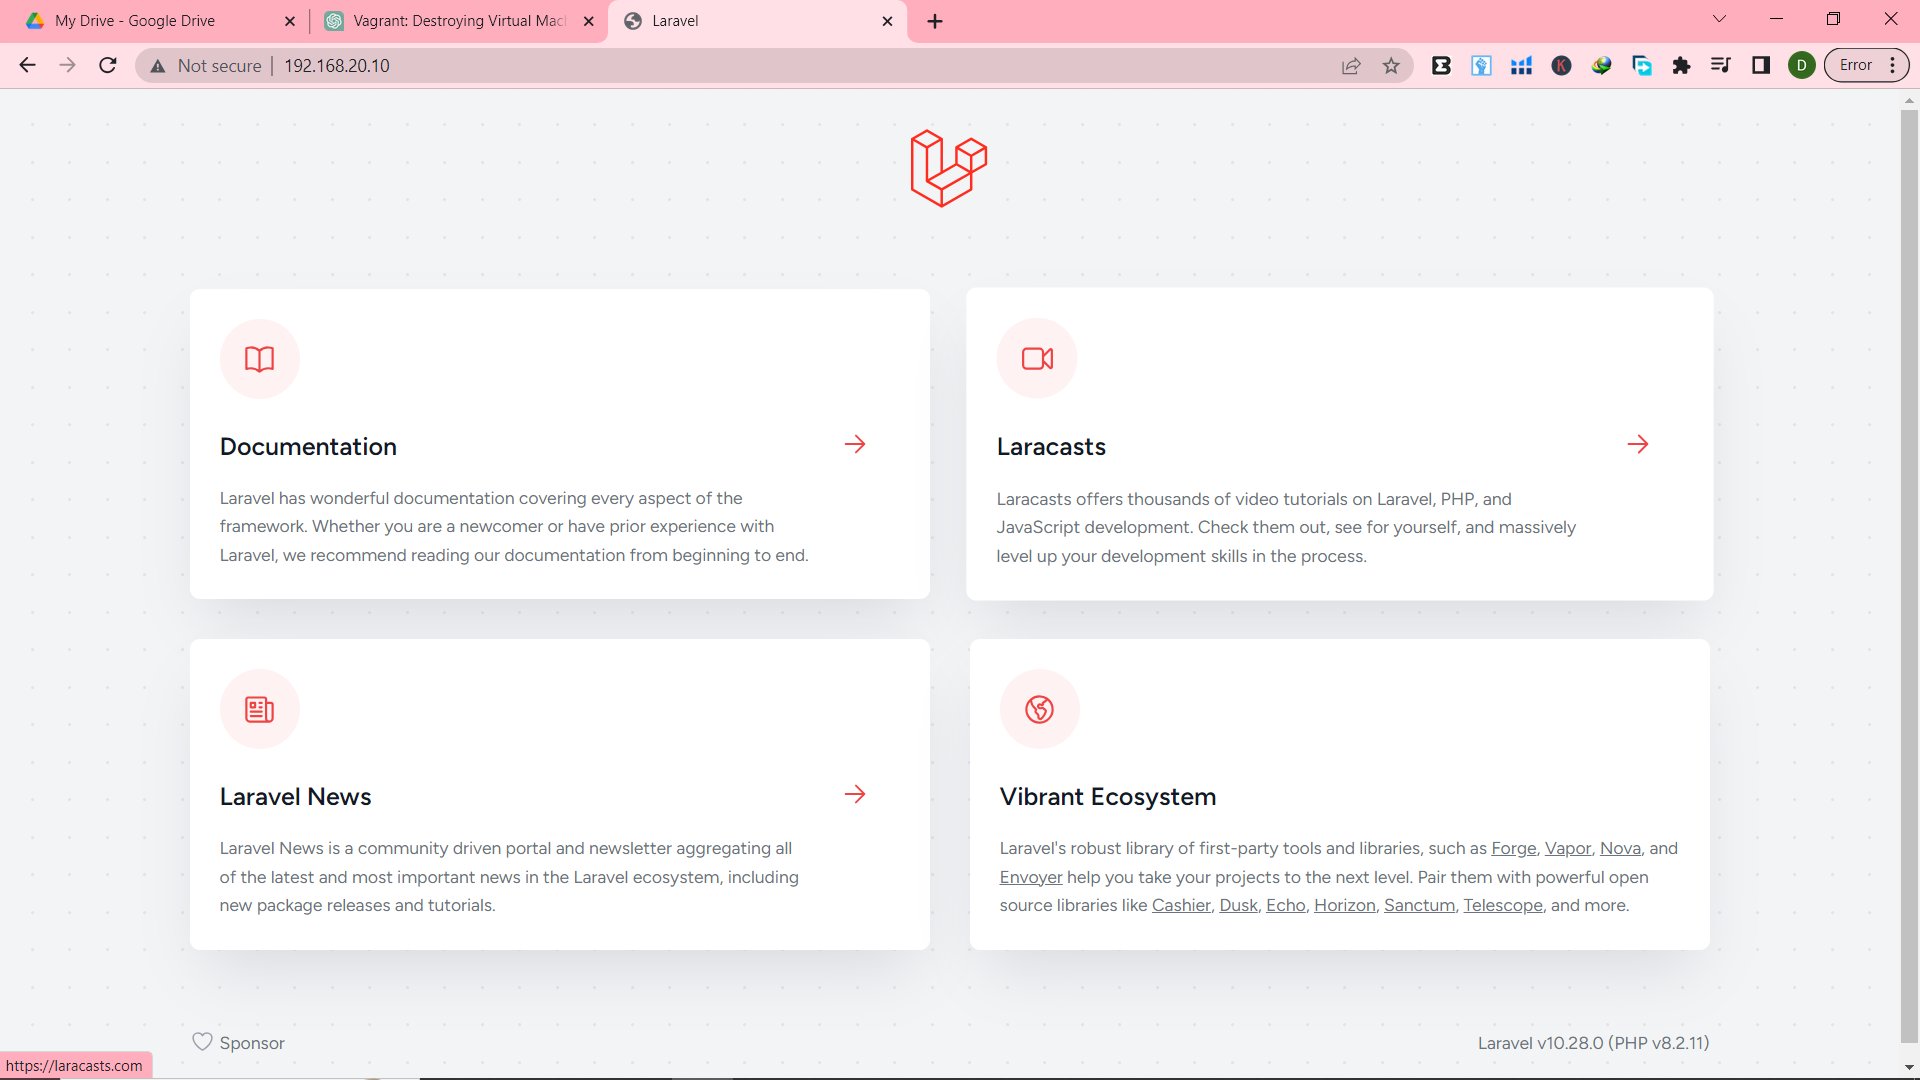 My Drive - Google Drive
Vagrant: Destroying Virtual Mac
Laravel
Not secure
192.168.20.10
K
D
Error
Documentation
Laravel has wonderful documentation covering every aspect of the
framework. Whether you are a newcomer or have prior experience with
Laravel, we recommend reading our documentation from beginning to end.
Laracasts
Laracasts offers thousands of video tutorials on Laravel, PHP, and
JavaScript development. Check them out, see for yourself, and massively
level up your development skills in the process.
Laravel News
Laravel News is a community driven portal and newsletter aggregating all
of the latest and most important news in the Laravel ecosystem, including
new package releases and tutorials.
Vibrant Ecosystem
Laravel's robust library of first-party tools and libraries, such as Forge, Vapor, Nova, and
Envoyer help you take your projects to the next level. Pair them with powerful open
source libraries like Cashier, Dusk, Echo, Horizon, Sanctum, Telescope, and more.
Sponsor
Laravel v10.28.0 (PHP v8.2.11)
https://laracasts.com